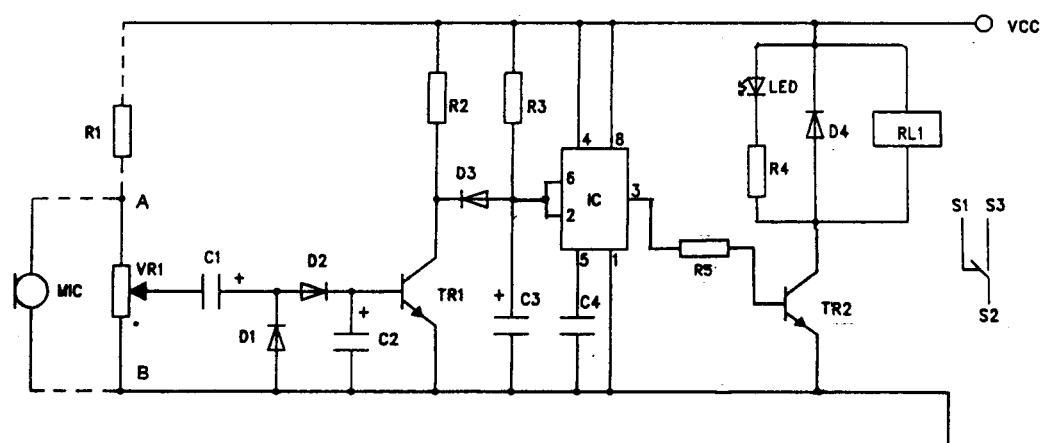 VCC
R1
R2
R3
LED
D4
RL1
R4
4
8
D3
6
IC
3
2
A
S1
S3
C1
+
D2
R5
MIC
VR1
TR1
5
1
+
C3
C4
TR2
S2
D1
+
C2
B